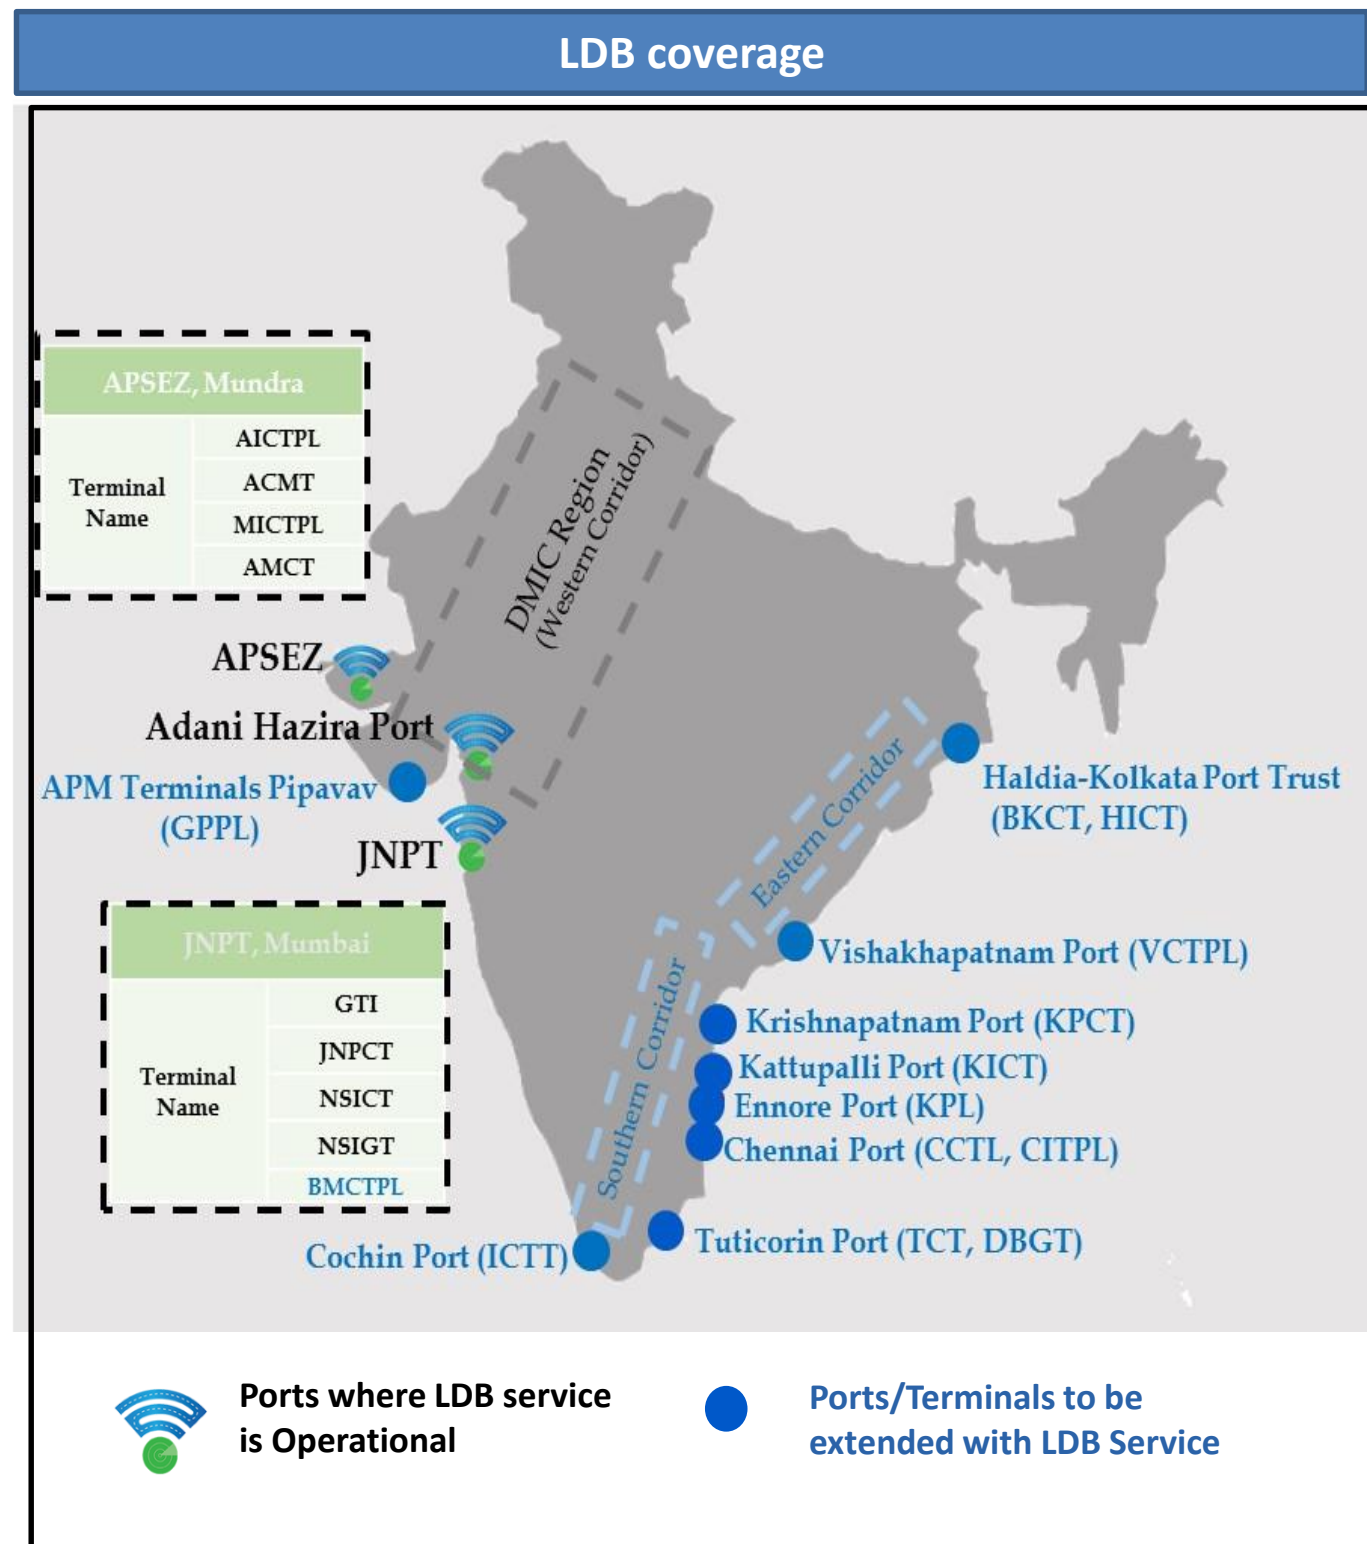 LDB coverage
APSEZ, Mundra
Terminal
Name
AICTPL
ACMT
MICTPL
AMCT
DMIC Region
(Western Corridor)
APSEZ
Adani Hazira Port
APM Terminals Pipavav
(GPPL)
JNPT
Eastern Corridor
Haldia-Kolkata Port Trust
(BKCT, HICT)
JNPT, Mumbai
Terminal
Name
GTI
JNPCT
NSICT
NSIGT
BMCTPL
Southern Corridor
Vishakhapatnam Port (VCTPL)
Krishnapatnam Port (KPCT)
Kattupalli Port (KICT)
Ennore Port (KPL)
Chennai Port (CCTL, CITPL)
Tuticorin Port (TCT, DBGT)
Cochin Port (ICTT)
Ports where LDB service
is Operational
Ports/Terminals to be
extended with LDB Service